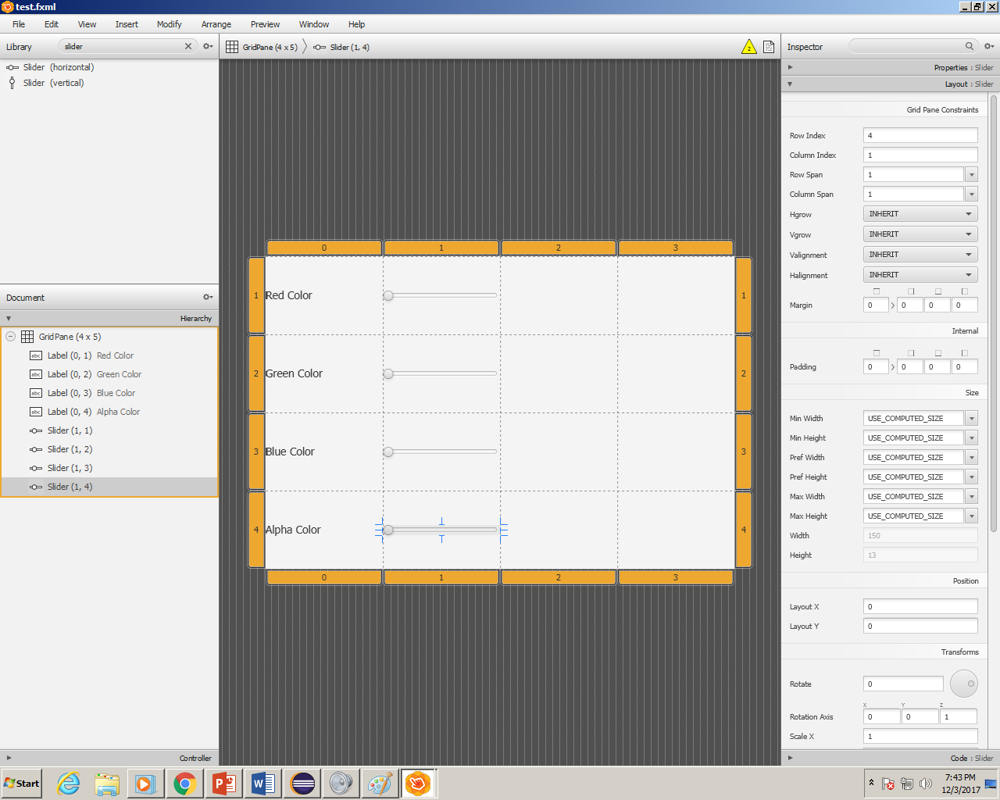 test.fxml
File Edit View Insert Modify Arrange Preview Window Help
Library
slider
Slider (horizontal)
Slider (vertical)
Document
Hierarchy
GridPane (4 x 5)
abc Label (0, 1) Red Color
abc Label (0, 2) Green Color
abc Label (0, 3) Blue Color
abc Label (0, 4) Alpha Color
Slider (1, 1)
Slider (1, 2)
Slider (1, 3)
Slider (1, 4)
Controller
GridPane (4 x 5) Slider (1, 4)
2
0 1 2 3
1 Red Color 1
2 Green Color 2
3 Blue Color 3
4 Alpha Color 4
0 1 2 3
Inspector
Properties : Slider
Layout : Slider
Grid Pane Constraints
Row Index 4
Column Index 1
Row Span 1
Column Span 1
Hgrow INHERIT
Vgrow INHERIT
Valignment INHERIT
Halignment INHERIT
Margin 0 0 0 0
Internal
Padding 0 0 0 0
Size
Min Width USE_COMPUTED_SIZE
Min Height USE_COMPUTED_SIZE
Pref Width USE_COMPUTED_SIZE
Pref Height USE_COMPUTED_SIZE
Max Width USE_COMPUTED_SIZE
Max Height USE_COMPUTED_SIZE
Width 150
Height 13
Position
Layout X 0
Layout Y 0
Transforms
Rotate 0
X Y Z
Rotation Axis 0 0 1
Scale X 1
Code : Slider
Start
7:43 PM
12/3/2017